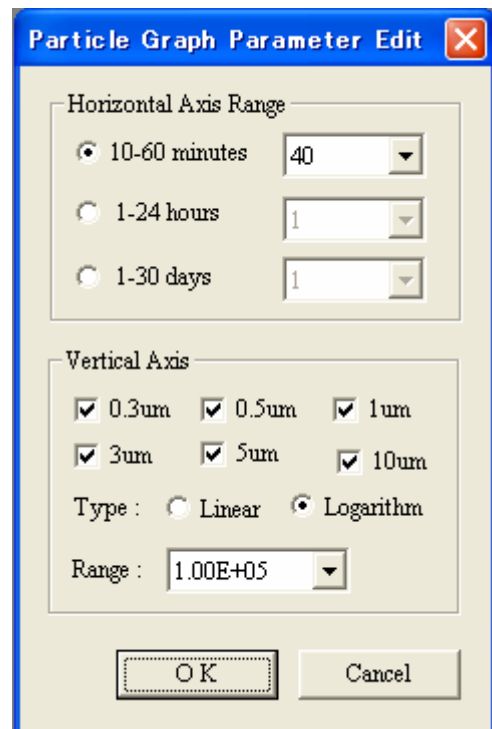 Particle Graph Parameter Edit
Horizontal Axis Range
10-60 minutes 40
1-24 hours 1
1-30 days 1
Vertical Axis
0.3um 0.5um 1um
3um 5um 10um
Type : Linear Logarithm
Range : 1.00E+05
OK Cancel